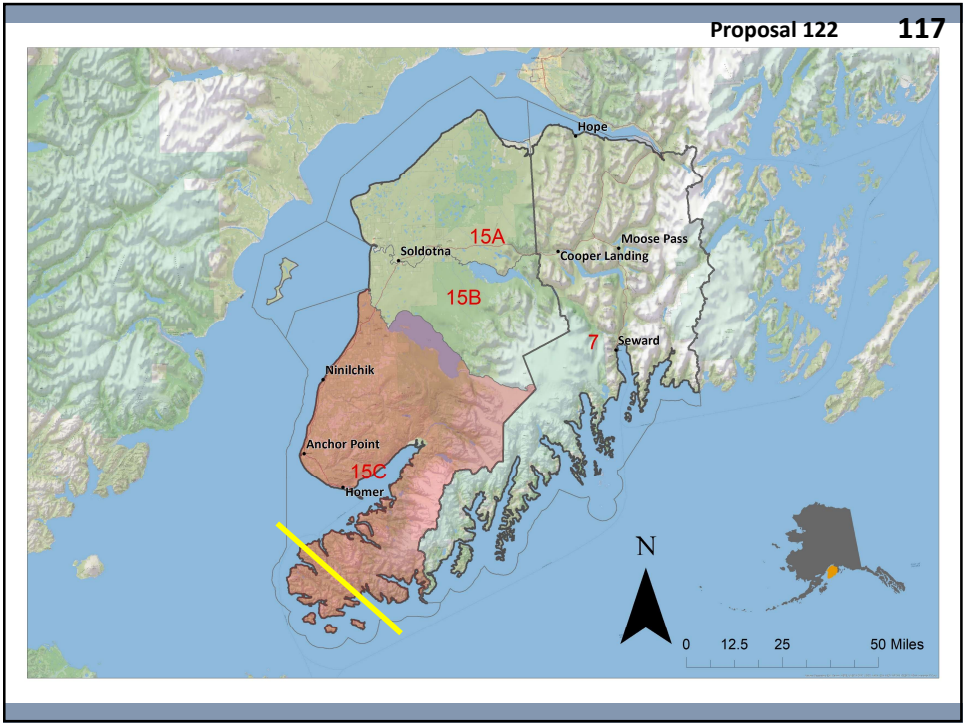 Proposal 122
117
Hope
15A
Moose Pass
Soldotna
Cooper Landing
15B
7
Seward
Ninilchik
Anchor Point
15C
Homer
N
0 12.5 25 50 Miles